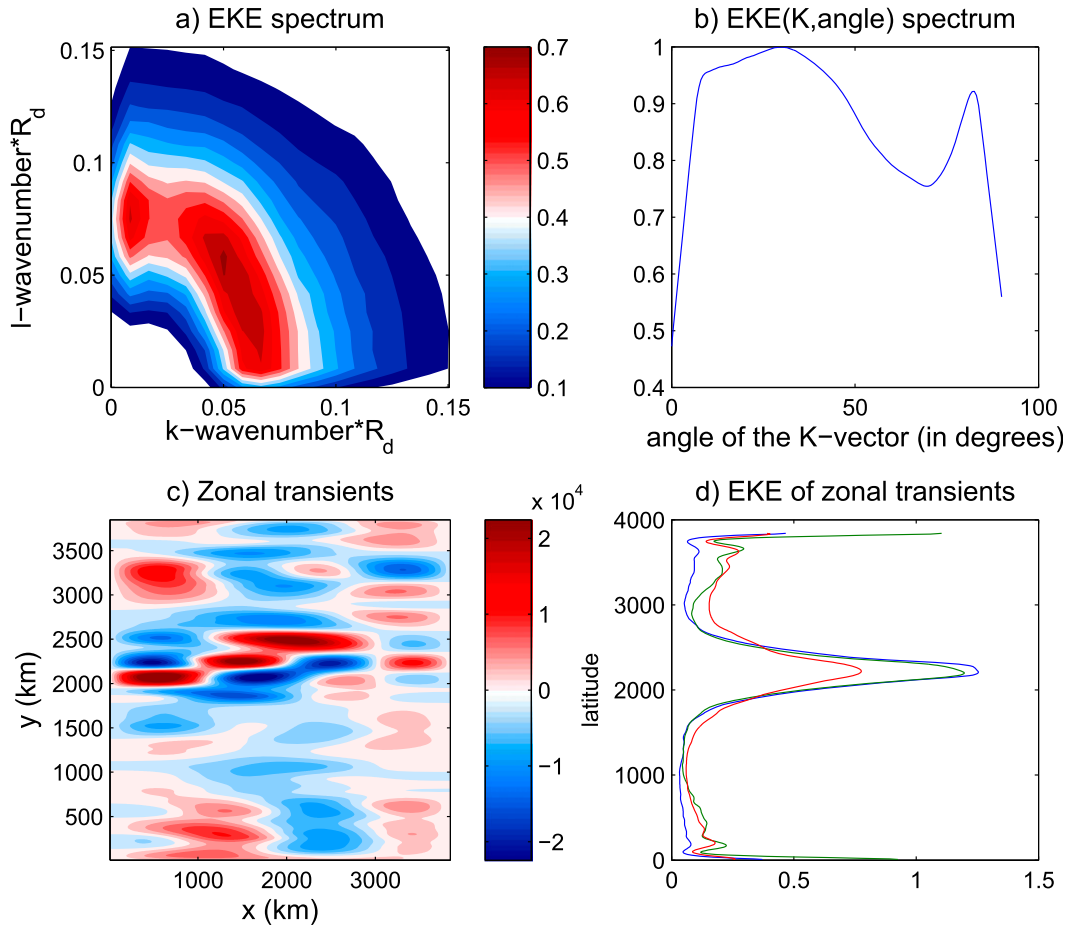 a) EKE spectrum
0.15
0.1
0.05
0
0 0.05 0.1 0.15
l−wavenumber*R_d
k−wavenumber*R_d
0.7
0.6
0.5
0.4
0.3
0.2
0.1
b) EKE(K,angle) spectrum
1
0.9
0.8
0.7
0.6
0.5
0.4
0 50 100
angle of the K−vector (in degrees)
c) Zonal transients
3500
3000
2500
2000
1500
1000
500
1000 2000 3000
y (km)
x (km)
x 10^4
2
1
0
−1
−2
d) EKE of zonal transients
4000
3000
2000
1000
0
0 0.5 1 1.5
latitude